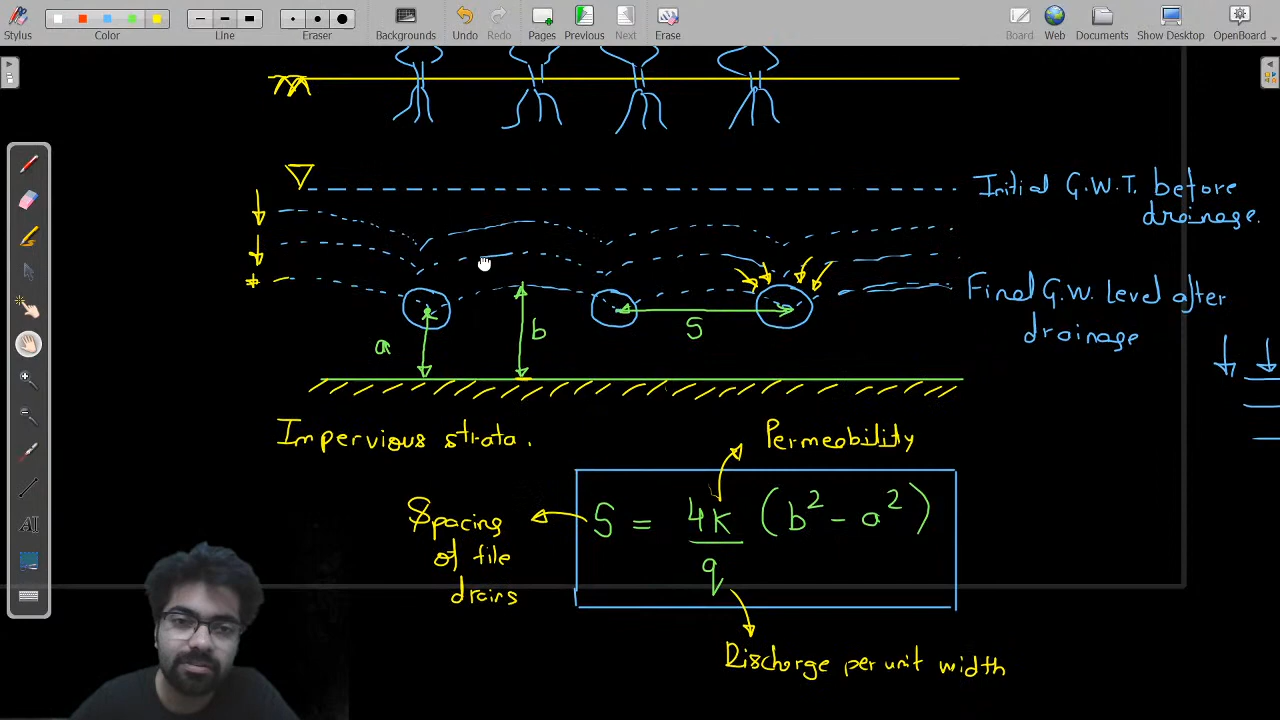 Stylus
Color
Line
Eraser
Backgrounds
Undo
Pages
Previous
Next
Erase
Board
Web
Documents
Show Desktop
OpenBoard
Initial G.W.T. before
drainage.
Final G.W. level after
drainage
a
b
S
Impervious strata.
Permeability
Spacing
of tile
drains
S = 4k/q (b² - a²)
Discharge per unit width